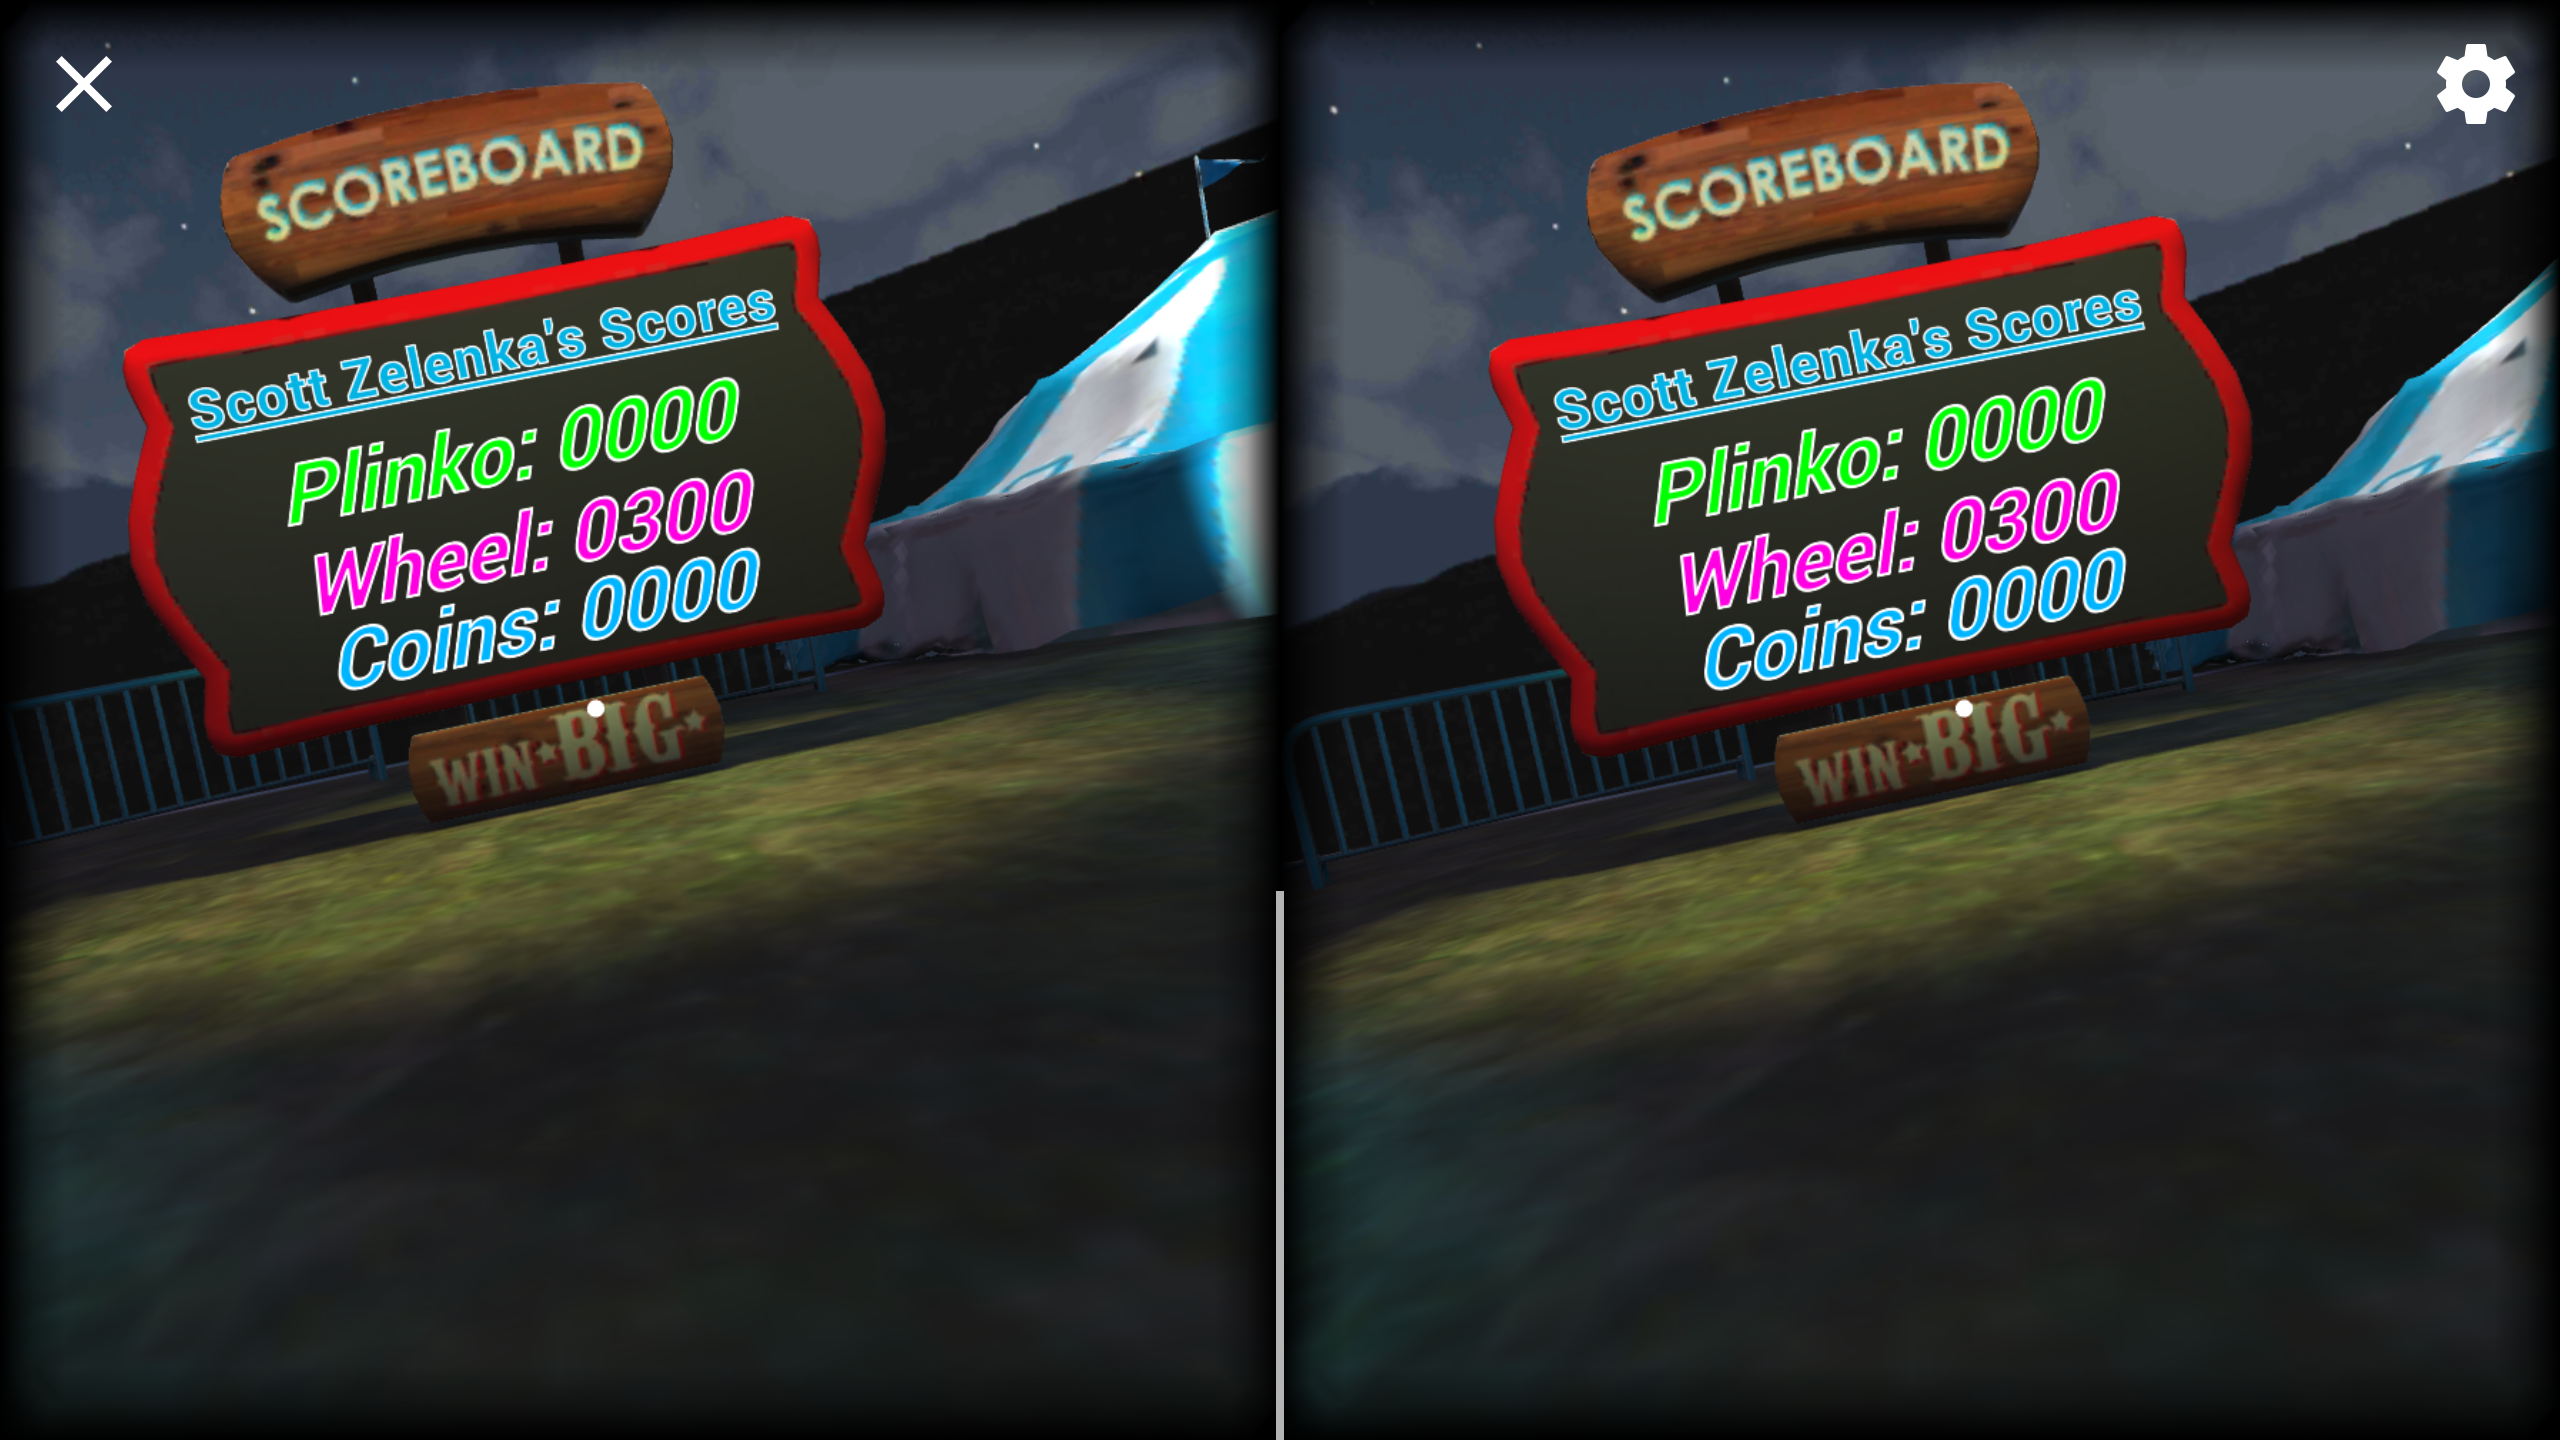 SCOREBOARD
Scott Zelenka's Scores
Plinko: 0000
Wheel: 0300
Coins: 0000
WIN★BIG★
SCOREBOARD
Scott Zelenka's Scores
Plinko: 0000
Wheel: 0300
Coins: 0000
WIN★BIG★